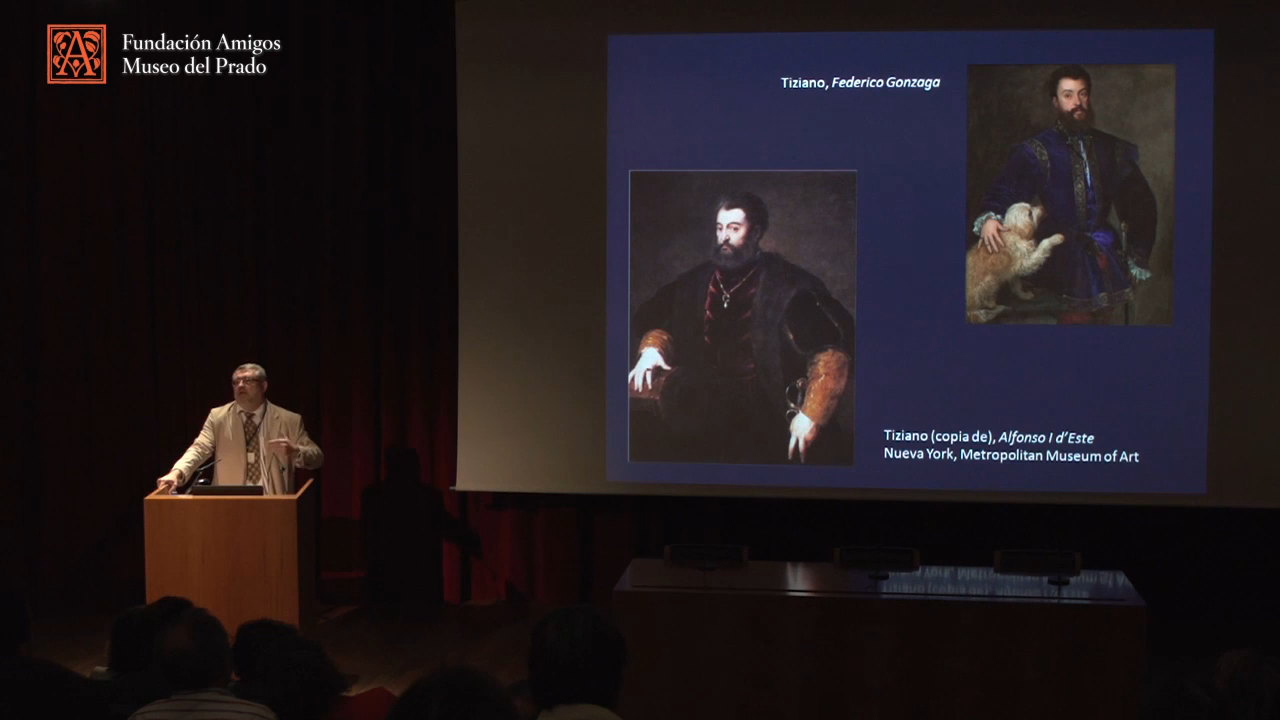 Fundación Amigos
Museo del Prado
Tiziano, Federico Gonzaga
Tiziano (copia de), Alfonso I d'Este
Nueva York, Metropolitan Museum of Art